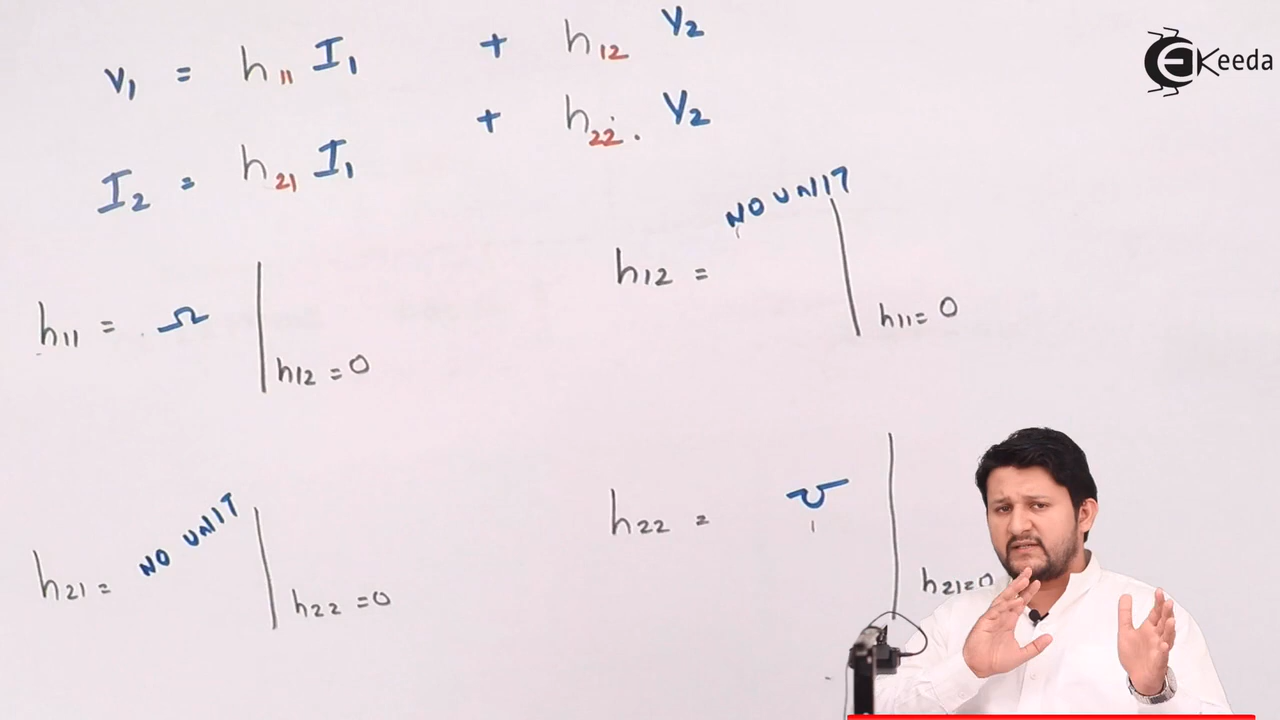 V1 = h11 I1 + h12 V2
I2 = h21 I1 + h22 . V2
h11 = Ω | h12 = 0
h12 = NO UNIT | h11 = 0
h21 = NO UNIT | h22 = 0
h22 = ℧ | h21 = 0
EKeeda